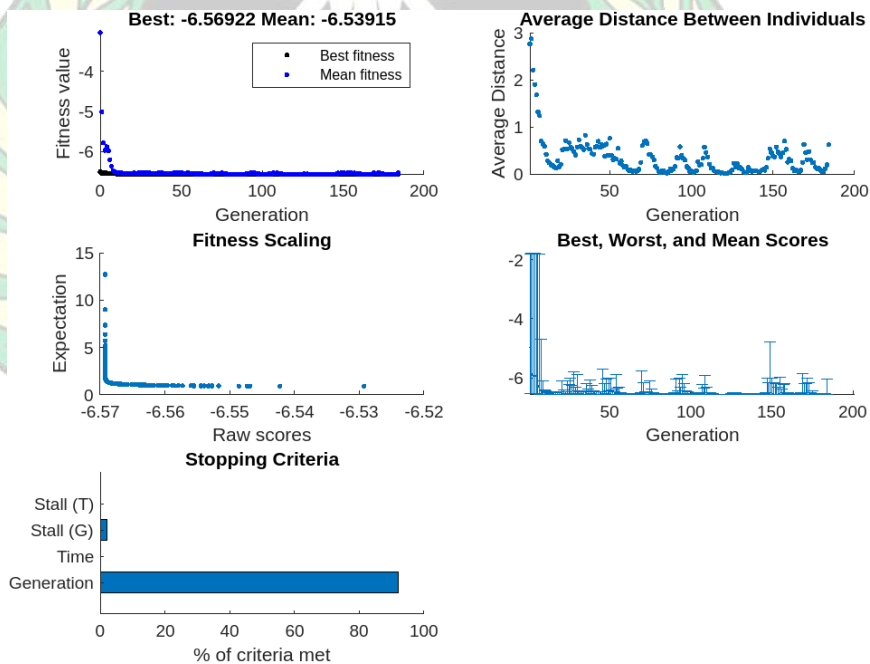 Best: -6.56922 Mean: -6.53915
Fitness value
-4
-5
-6
Best fitness
Mean fitness
0 50 100 150 200
Generation
Average Distance Between Individuals
Average Distance
3
2
1
0
50 100 150 200
Generation
Fitness Scaling
Expectation
15
10
5
0
-6.57 -6.56 -6.55 -6.54 -6.53 -6.52
Raw scores
Best, Worst, and Mean Scores
-2
-4
-6
50 100 150 200
Generation
Stopping Criteria
Stall (T)
Stall (G)
Time
Generation
0 20 40 60 80 100
% of criteria met